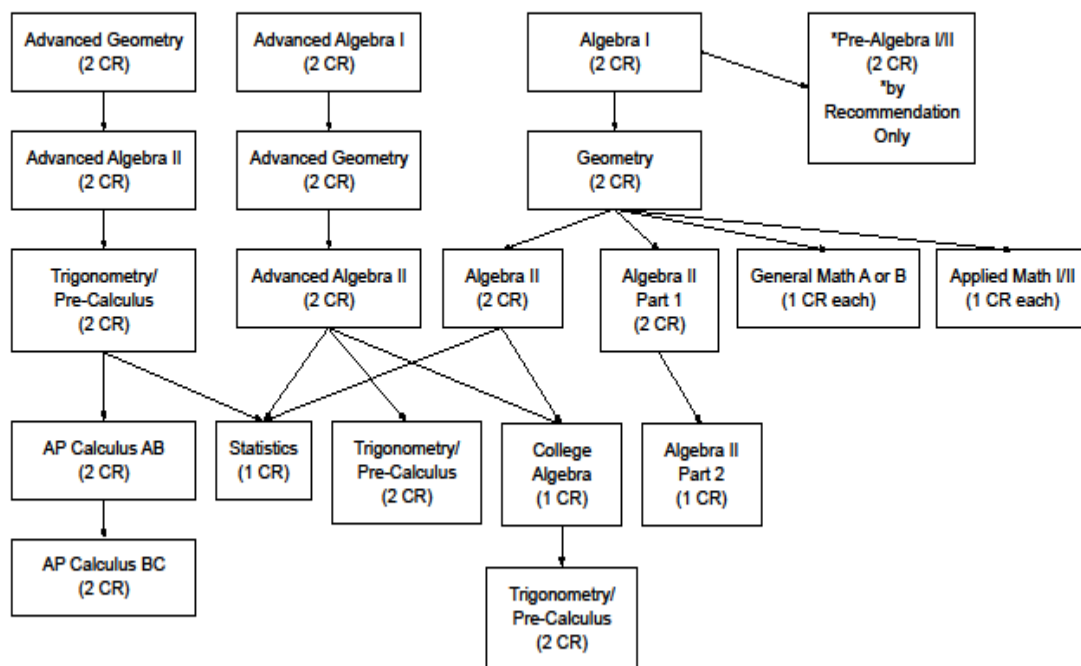 Advanced Geometry
(2 CR)
Advanced Algebra I
(2 CR)
Algebra I
(2 CR)
*Pre-Algebra I/II
(2 CR)
*by
Recommendation
Only
Advanced Algebra II
(2 CR)
Advanced Geometry
(2 CR)
Geometry
(2 CR)
Trigonometry/
Pre-Calculus
(2 CR)
Advanced Algebra II
(2 CR)
Algebra II
(2 CR)
Algebra II
Part 1
(2 CR)
General Math A or B
(1 CR each)
Applied Math I/II
(1 CR each)
AP Calculus AB
(2 CR)
Statistics
(1 CR)
Trigonometry/
Pre-Calculus
(2 CR)
College
Algebra
(1 CR)
Algebra II
Part 2
(1 CR)
AP Calculus BC
(2 CR)
Trigonometry/
Pre-Calculus
(2 CR)